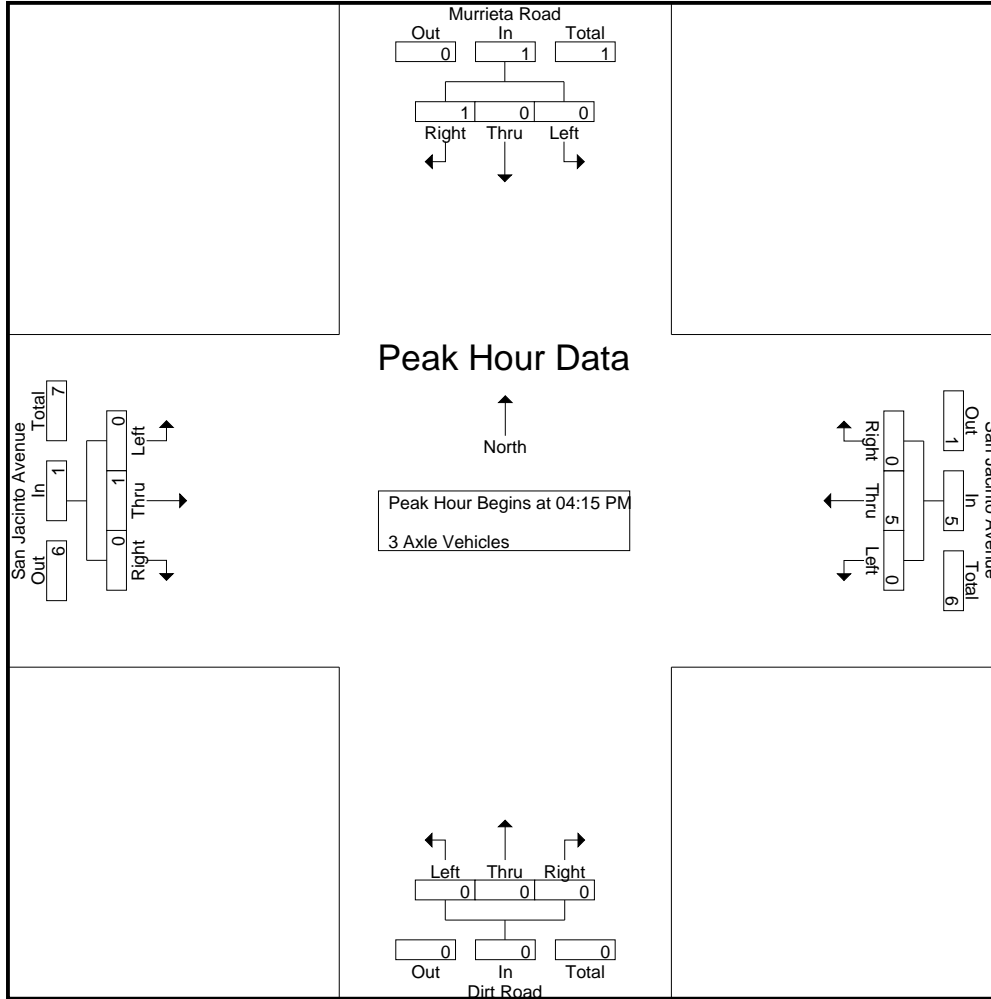 Murrieta Road
Out In Total
0 1 1
1 0 0
Right Thru Left
Peak Hour Data
North
Peak Hour Begins at 04:15 PM
3 Axle Vehicles
San Jacinto Avenue
Out In Total
6 1 7
Right Thru Left
0 1 0
San Jacinto Avenue
Out In Total
1 5 6
Right Thru Left
0 5 0
Left Thru Right
0 0 0
0 0 0
Out In Total
Dirt Road